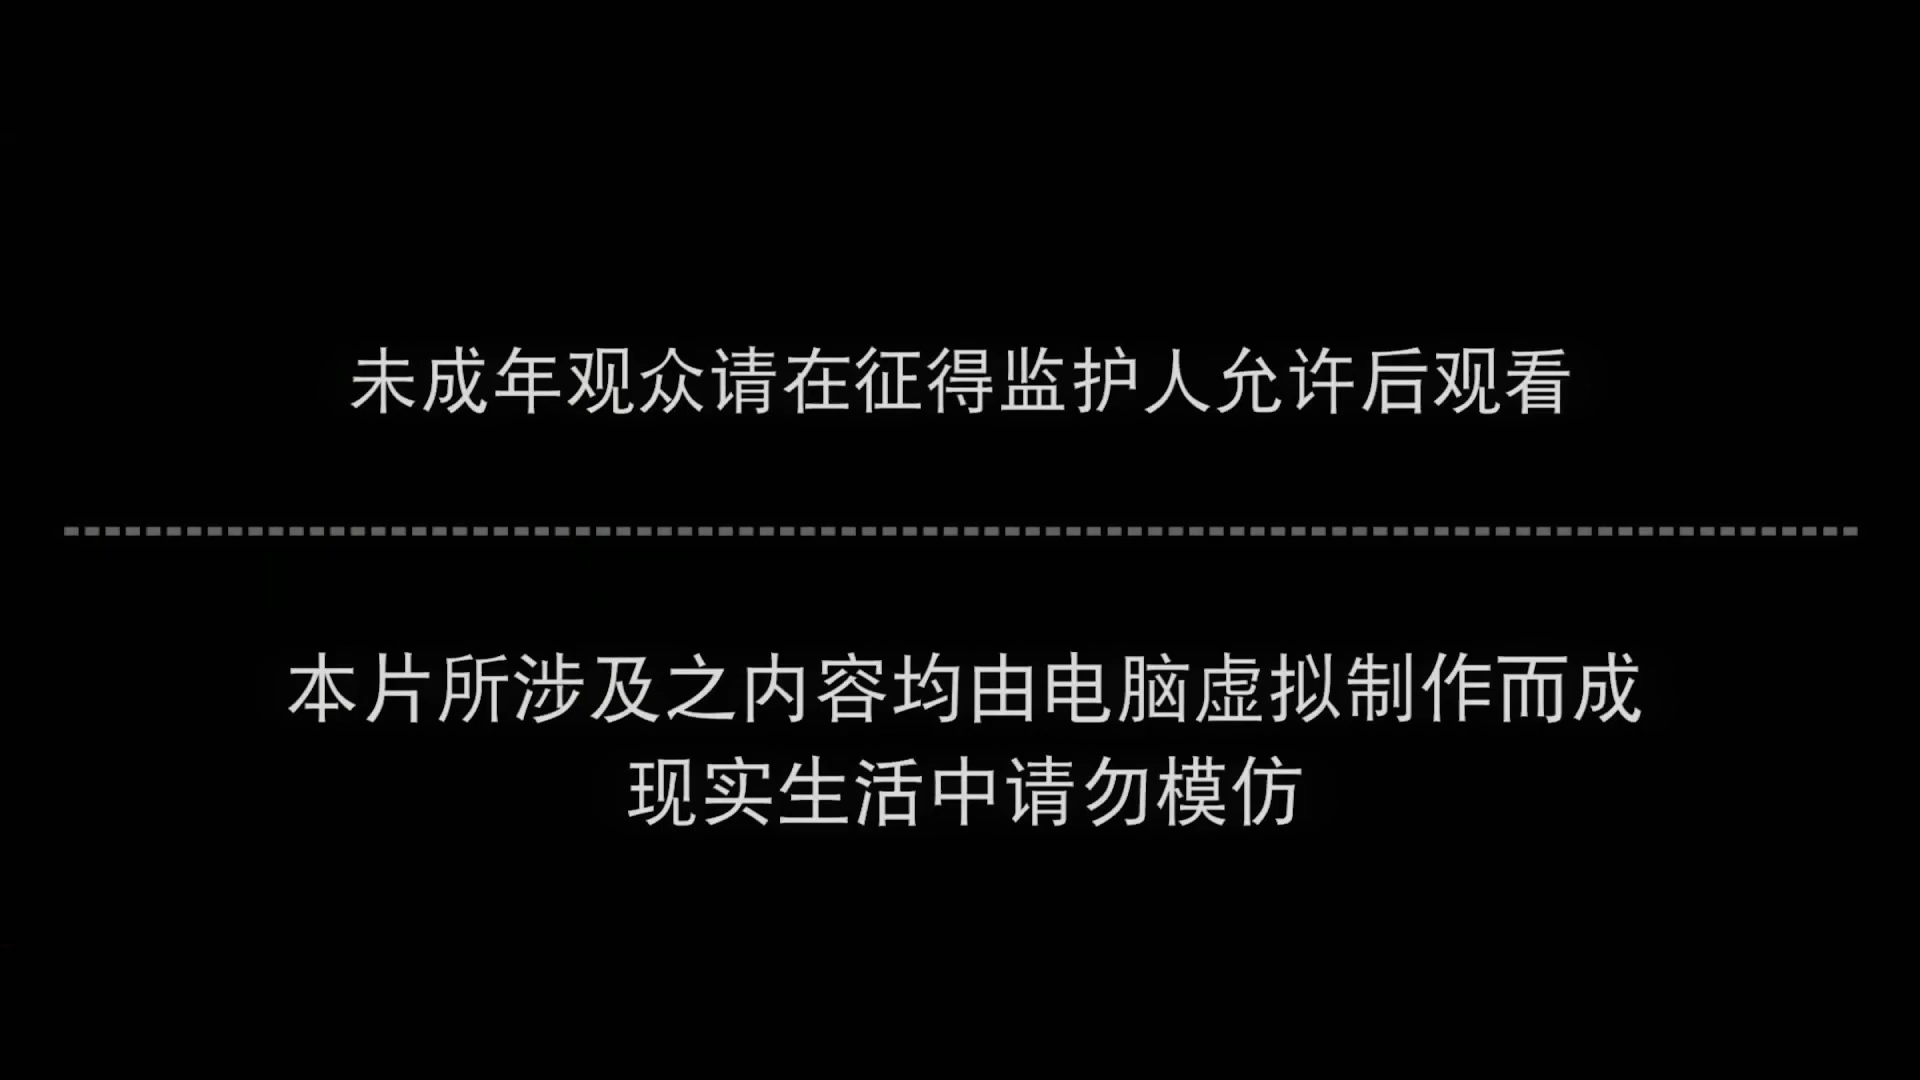 未成年观众请在征得监护人允许后观看
本片所涉及之内容均由电脑虚拟制作而成
现实生活中请勿模仿